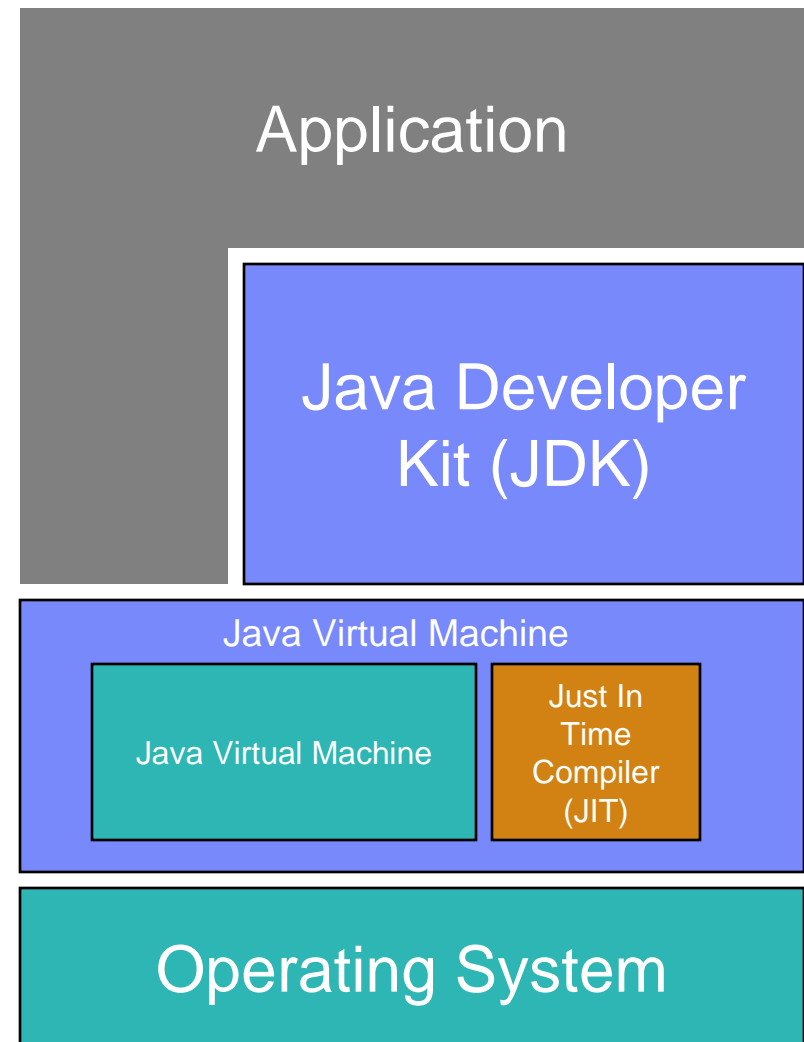 Application
Java Developer
Kit (JDK)
Java Virtual Machine
Java Virtual Machine
Just In
Time
Compiler
(JIT)
Operating System